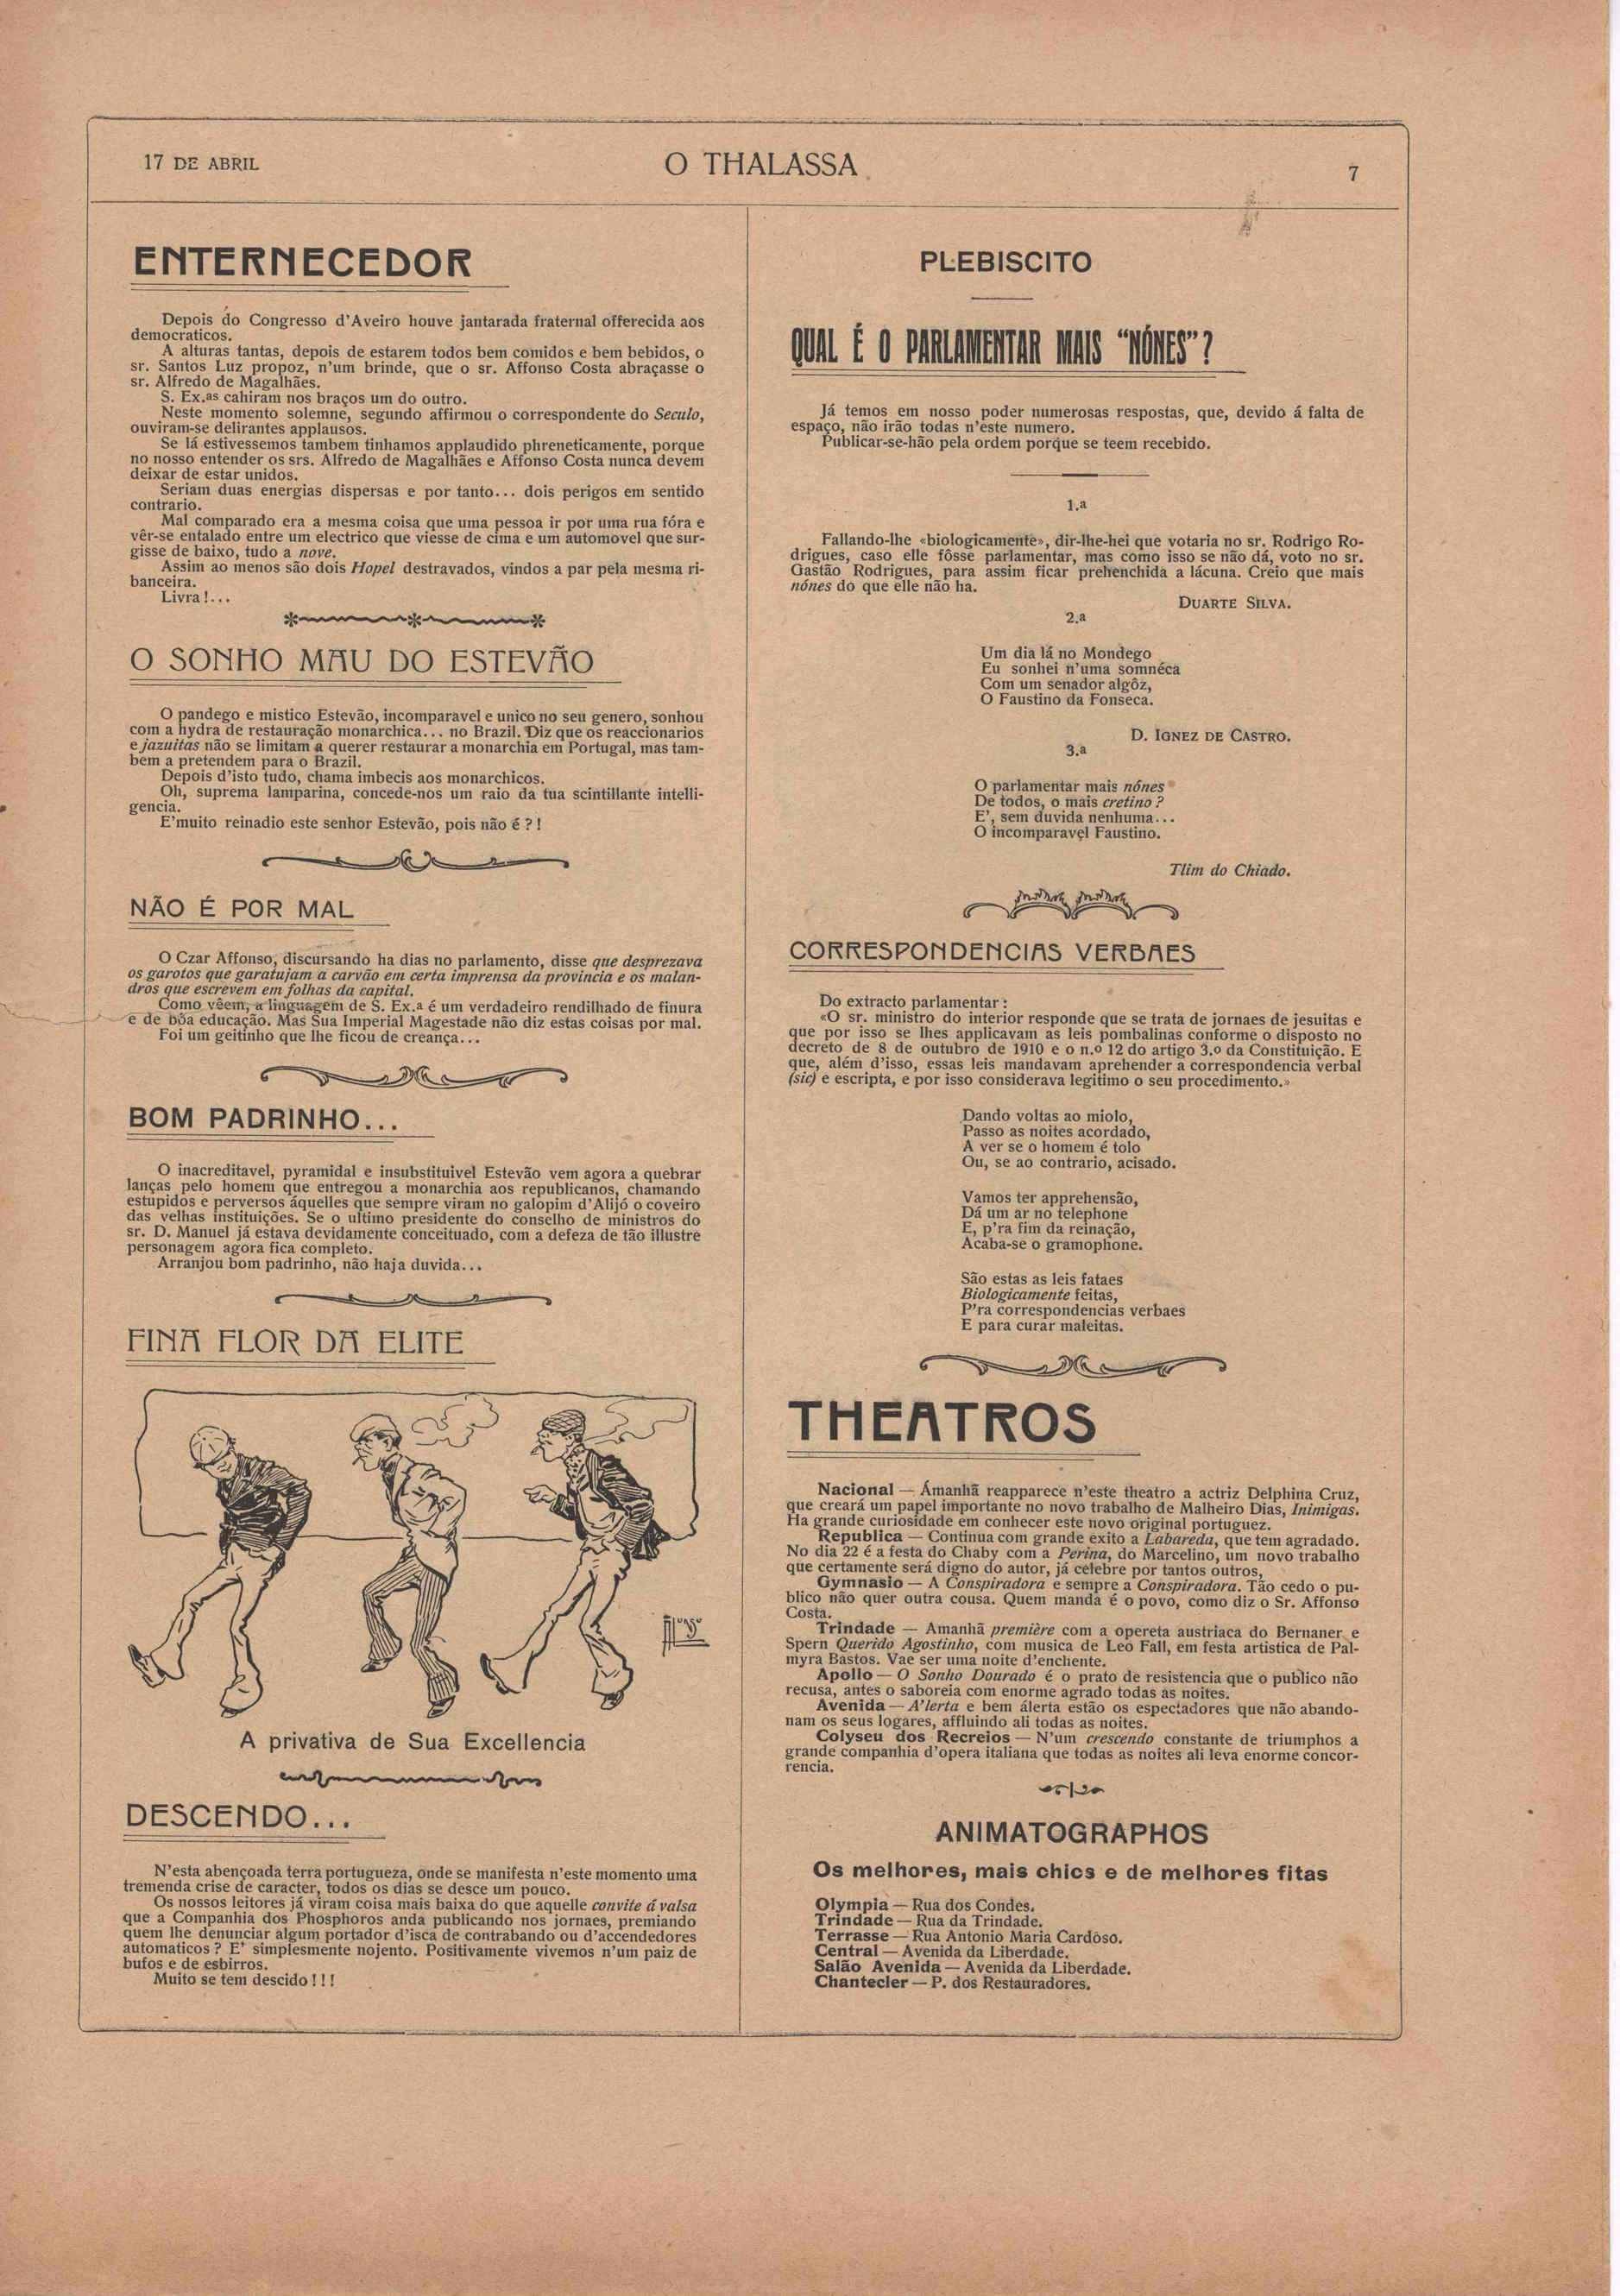 17 DE ABRIL
O THALASSA
7
ENTERNECEDOR
Depois do Congresso d'Aveiro houve jantarada fraternal offerecida aos
democraticos.
A alturas tantas, depois de estarem todos bem comidos e bem bebidos, o
sr. Santos Luz propoz, n'um brinde, que o sr. Affonso Costa abraçasse o
sr. Alfredo de Magalhães.
S. Ex.as cahiram nos braços um do outro.
Neste momento solemne, segundo affirmou o correspondente do Seculo,
ouviram-se delirantes applausos.
Se lá estivessemos tambem tinhamos applaudido phreneticamente, porque
no nosso entender os srs. Alfredo de Magalhães e Affonso Costa nunca devem
deixar de estar unidos.
Seriam duas energias dispersas e por tanto... dois perigos em sentido
contrario.
Mal comparado era a mesma coisa que uma pessoa ir por uma rua fóra e
vêr-se entalado entre um electrico que viesse de cima e um automovel que sur-
gisse de baixo, tudo a nove.
Assim ao menos são dois Hopel destravados, vindos a par pela mesma ri-
banceira.
Livra!...
O SONHO MAU DO ESTEVÃO
O pandego e mistico Estevão, incomparavel e unico no seu genero, sonhou
com a hydra de restauração monarchica... no Brazil. Diz que os reaccionarios
e jazuitas não se limitam a querer restaurar a monarchia em Portugal, mas tam-
bem a pretendem para o Brazil.
Depois d'isto tudo, chama imbecis aos monarchicos.
Oh, suprema lamparina, concede-nos um raio da tua scintillante intelli-
gencia.
E'muito reinadio este senhor Estevão, pois não é?!
NÃO É POR MAL
O Czar Affonso, discursando ha dias no parlamento, disse que desprezava
os garotos que garatujam a carvão em certa imprensa da provincia e os malan-
dros que escrevem em folhas da capital.
Como vêem, a linguagem de S. Ex.a é um verdadeiro rendilhado de finura
e de bôa educação. Mas Sua Imperial Magestade não diz estas coisas por mal.
Foi um geitinho que lhe ficou de creança...
BOM PADRINHO...
O inacreditavel, pyramidal e insubstituivel Estevão vem agora a quebrar
lanças pelo homem que entregou a monarchia aos republicanos, chamando
estupidos e perversos áquelles que sempre viram no galopim d'Alijó o coveiro
das velhas instituições. Se o ultimo presidente do conselho de ministros do
sr. D. Manuel já estava devidamente conceituado, com a defeza de tão illustre
personagem agora fica completo.
Arranjou bom padrinho, não haja duvida...
FINA FLOR DA ELITE
A privativa de Sua Excellencia
DESCENDO...
N'esta abençoada terra portugueza, onde se manifesta n'este momento uma
tremenda crise de caracter, todos os dias se desce um pouco.
Os nossos leitores já viram coisa mais baixa do que aquelle convite á valsa
que a Companhia dos Phosphoros anda publicando nos jornaes, premiando
quem lhe denunciar algum portador d'isca de contrabando ou d'accendedores
automaticos? E' simplesmente nojento. Positivamente vivemos n'um paiz de
bufos e de esbirros.
Muito se tem descido!!!
PLEBISCITO
QUAL É O PARLAMENTAR MAIS "NÓNES"?
Já temos em nosso poder numerosas respostas, que, devido á falta de
espaço, não irão todas n'este numero.
Publicar-se-hão pela ordem porque se teem recebido.
1.a
Fallando-lhe «biologicamente», dir-lhe-hei que votaria no sr. Rodrigo Ro-
drigues, caso elle fôsse parlamentar, mas como isso se não dá, voto no sr.
Gastão Rodrigues, para assim ficar prehenchida a lácuna. Creio que mais
nónes do que elle não ha.
DUARTE SILVA.
2.a
Um dia lá no Mondego
Eu sonhei n'uma somnéca
Com um senador algôz,
O Faustino da Fonseca.
D. IGNEZ DE CASTRO.
3.a
O parlamentar mais nónes
De todos, o mais cretino?
E', sem duvida nenhuma...
O incomparavel Faustino.
Tlim do Chiado.
CORRESPONDENCIAS VERBAES
Do extracto parlamentar:
«O sr. ministro do interior responde que se trata de jornaes de jesuitas e
que por isso se lhes applicavam as leis pombalinas conforme o disposto no
decreto de 8 de outubro de 1910 e o n.o 12 do artigo 3.o da Constituição. E
que, além d'isso, essas leis mandavam aprehender a correspondencia verbal
(sic) e escripta, e por isso considerava legitimo o seu procedimento.»
Dando voltas ao miolo,
Passo as noites acordado,
A ver se o homem é tolo
Ou, se ao contrario, acisado.
Vamos ter apprehensão,
Dá um ar no telephone
E, p'ra fim da reinação,
Acaba-se o gramophone.
São estas as leis fataes
Biologicamente feitas,
P'ra correspondencias verbaes
E para curar maleitas.
THEATROS
Nacional — Ámanhã reapparece n'este theatro a actriz Delphina Cruz,
que creará um papel importante no novo trabalho de Malheiro Dias, Inimigas.
Ha grande curiosidade em conhecer este novo original portuguez.
Republica — Continua com grande exito a Labareda, que tem agradado.
No dia 22 é a festa do Chaby com a Perina, do Marcelino, um novo trabalho
que certamente será digno do autor, já celebre por tantos outros,
Gymnasio — A Conspiradora e sempre a Conspiradora. Tão cedo o pu-
blico não quer outra cousa. Quem manda é o povo, como diz o Sr. Affonso
Costa.
Trindade — Amanhã première com a opereta austriaca do Bernaner e
Spern Querido Agostinho, com musica de Leo Fall, em festa artistica de Pal-
myra Bastos. Vae ser uma noite d'enchente.
Apollo — O Sonho Dourado é o prato de resistencia que o publico não
recusa, antes o saboreia com enorme agrado todas as noites.
Avenida — A'lerta e bem álerta estão os espectadores que não abando-
nam os seus logares, affluindo ali todas as noites.
Colyseu dos Recreios — N'um crescendo constante de triumphos a
grande companhia d'opera italiana que todas as noites ali leva enorme concor-
rencia.
ANIMATOGRAPHOS
Os melhores, mais chics e de melhores fitas
Olympia — Rua dos Condes.
Trindade — Rua da Trindade.
Terrasse — Rua Antonio Maria Cardoso.
Central — Avenida da Liberdade.
Salão Avenida — Avenida da Liberdade.
Chantecler — P. dos Restauradores.